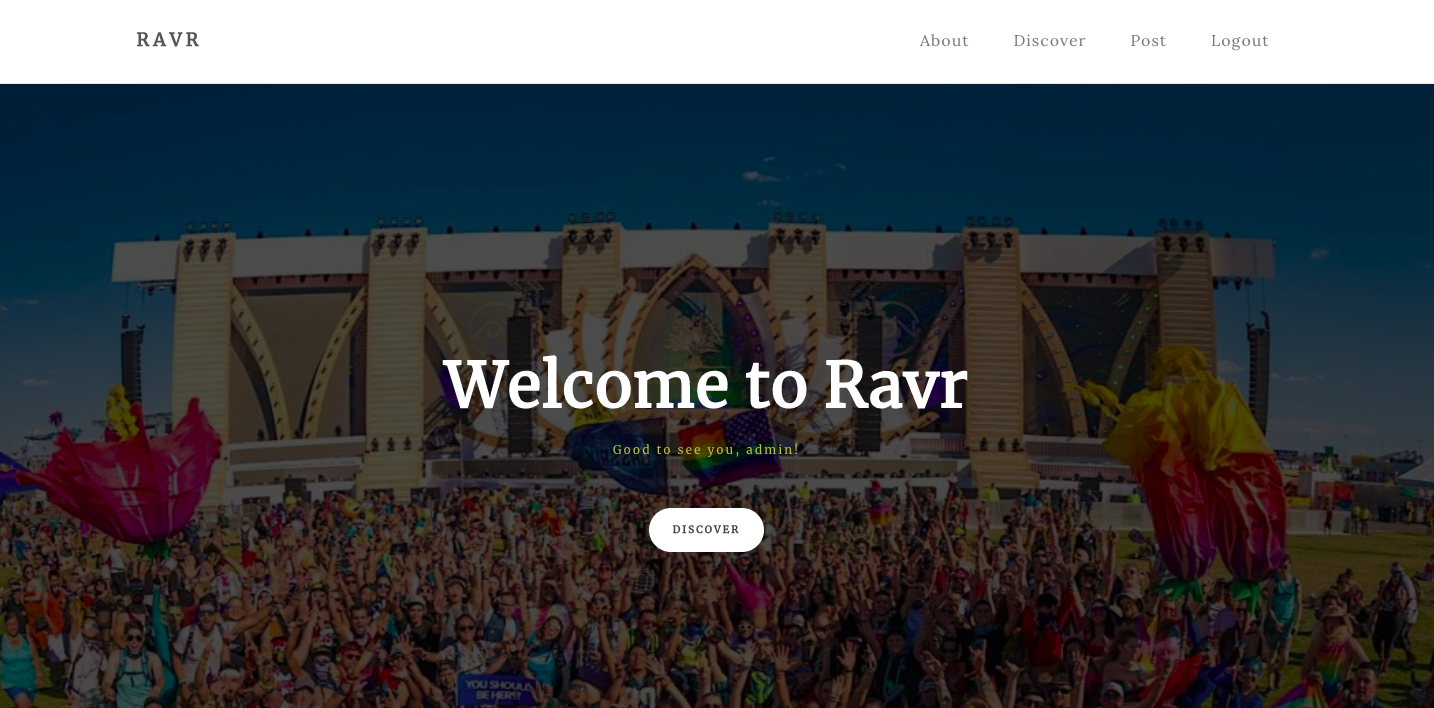 RAVR
About Discover Post Logout
Welcome to Ravr
Good to see you, admin!
DISCOVER
YOU SHOULD
BE HERE